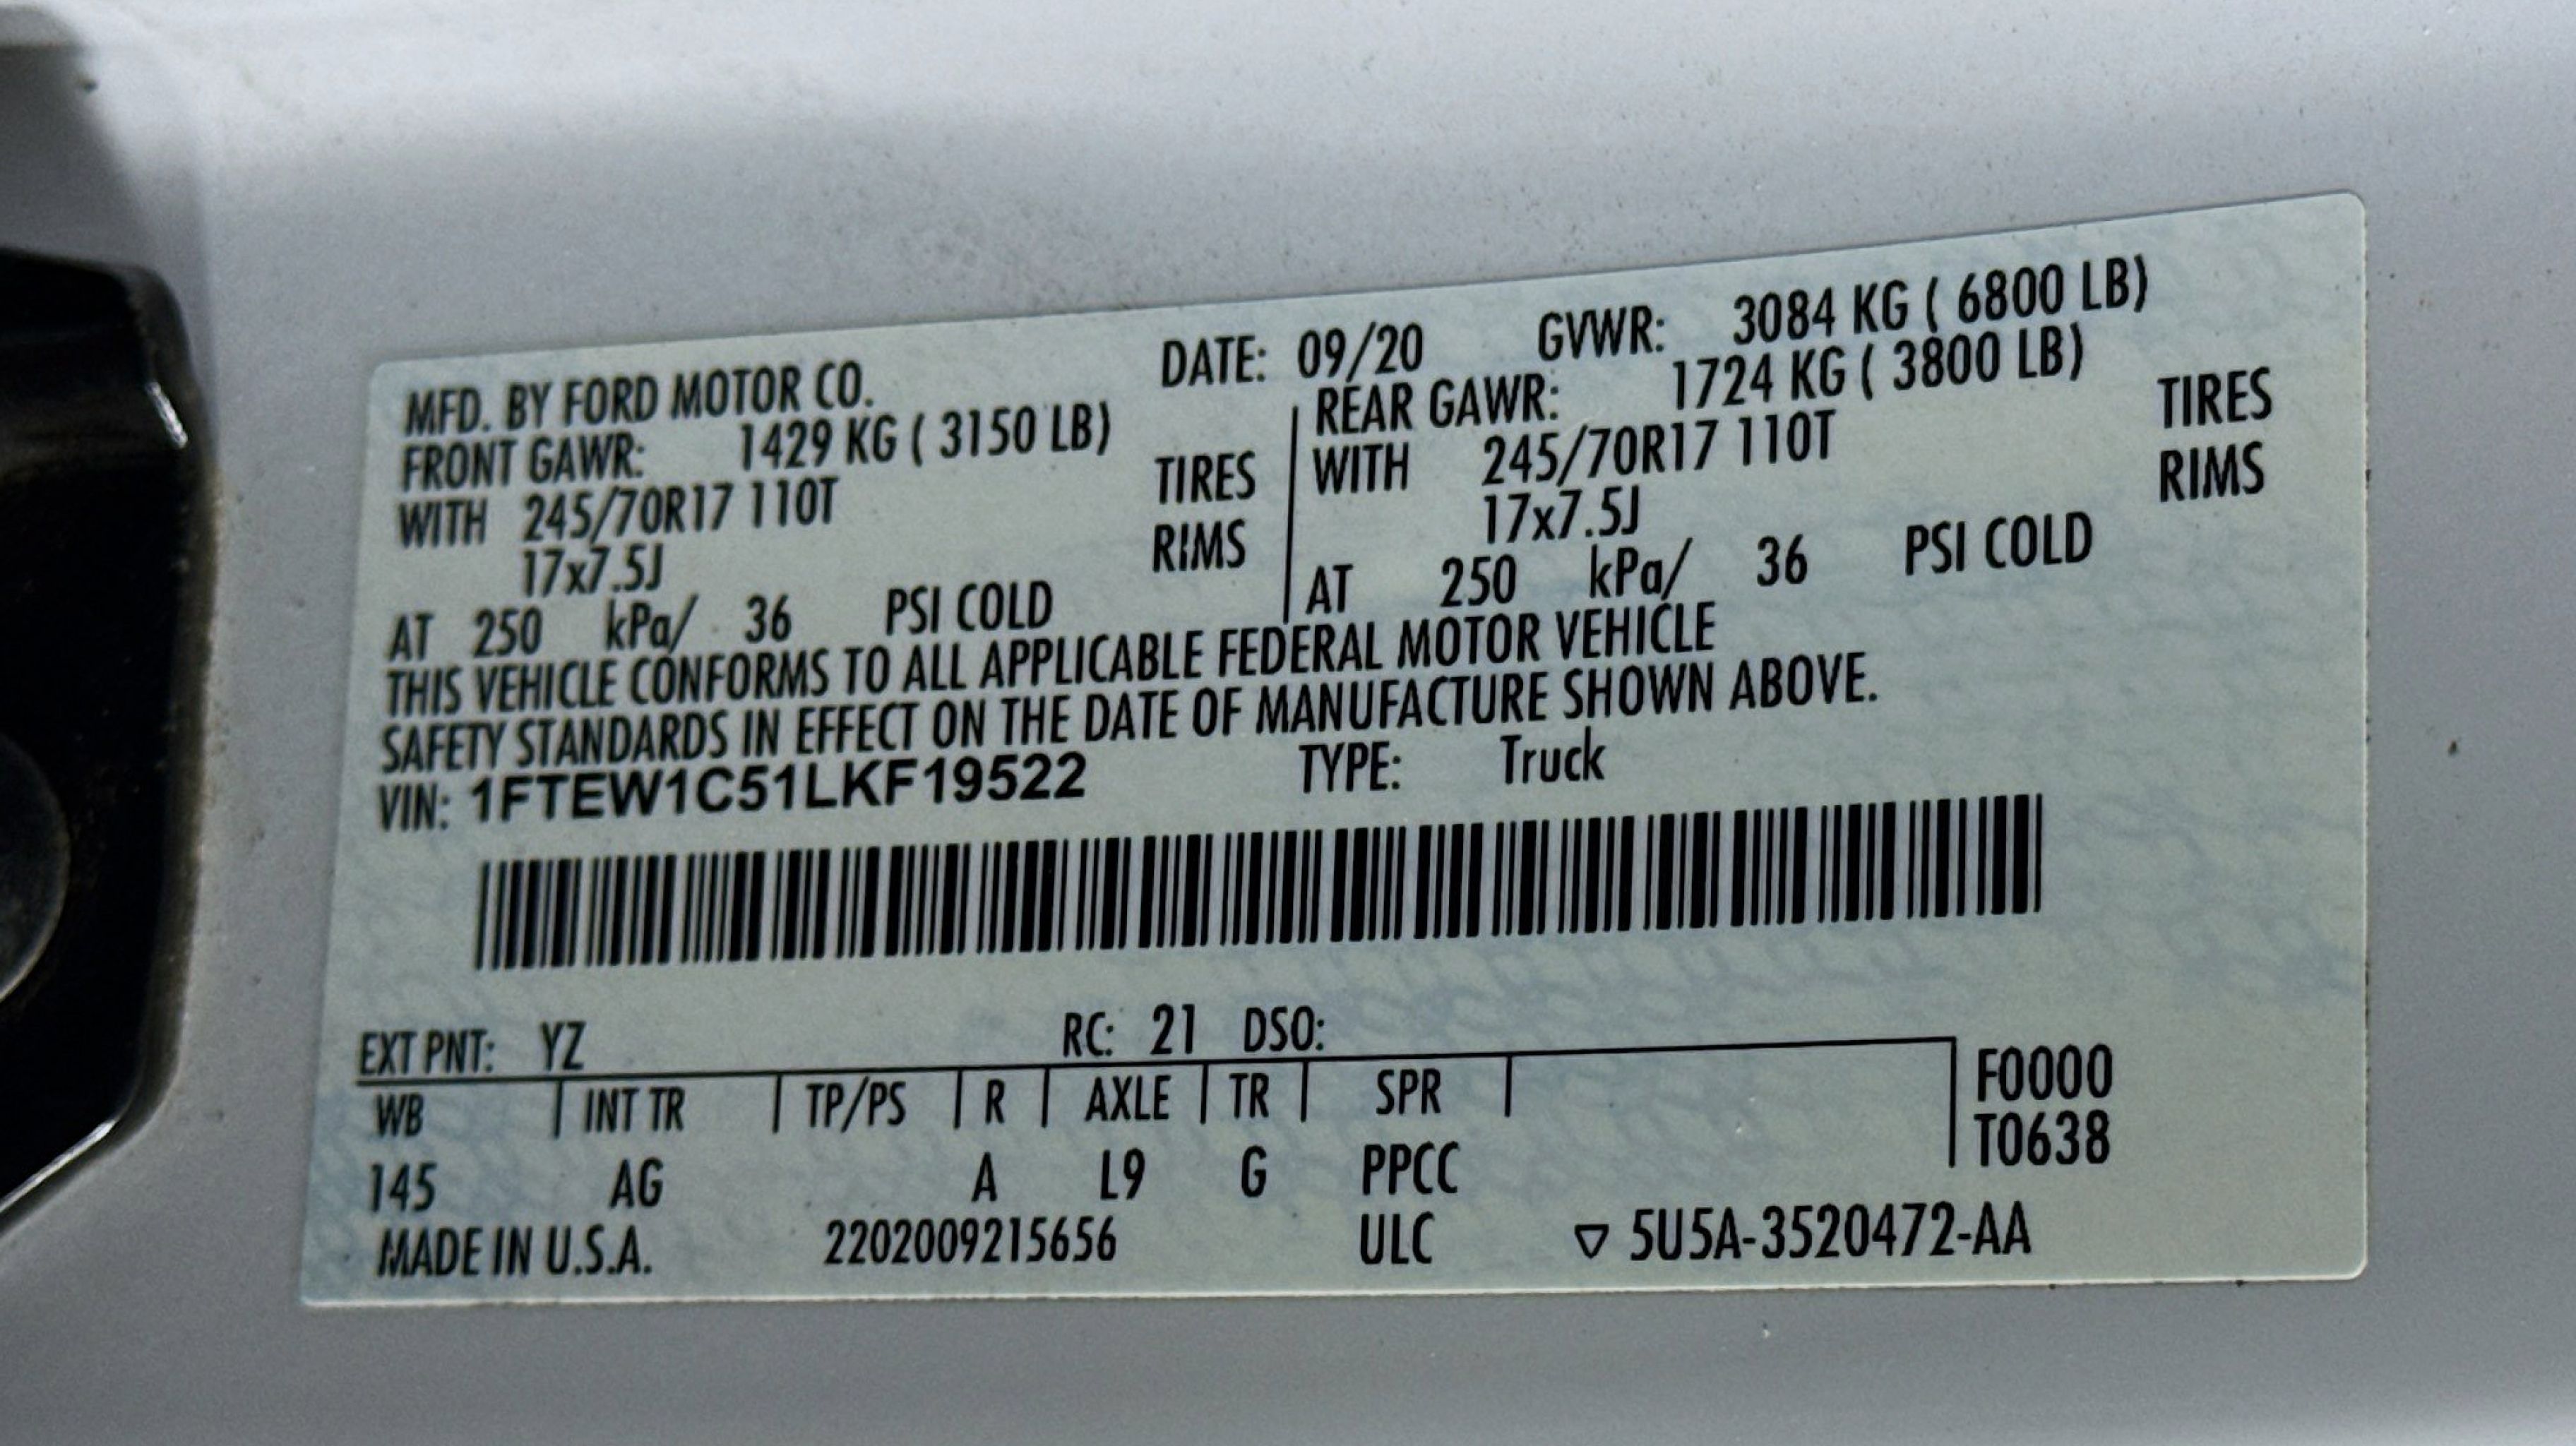 MFD. BY FORD MOTOR CO. DATE: 09/20 GVWR: 3084 KG ( 6800 LB)
FRONT GAWR: 1429 KG ( 3150 LB) REAR GAWR: 1724 KG ( 3800 LB)
WITH 245/70R17 110T TIRES WITH 245/70R17 110T TIRES
17x7.5J RIMS 17x7.5J RIMS
AT 250 kPa/ 36 PSI COLD AT 250 kPa/ 36 PSI COLD
THIS VEHICLE CONFORMS TO ALL APPLICABLE FEDERAL MOTOR VEHICLE
SAFETY STANDARDS IN EFFECT ON THE DATE OF MANUFACTURE SHOWN ABOVE.
VIN: 1FTEW1C51LKF19522 TYPE: Truck
EXT PNT: YZ RC: 21 DSO:
WB INT TR TP/PS R AXLE TR SPR F0000
T0638
145 AG A L9 G PPCC
MADE IN U.S.A. 2202009215656 ULC ▽ 5U5A-3520472-AA